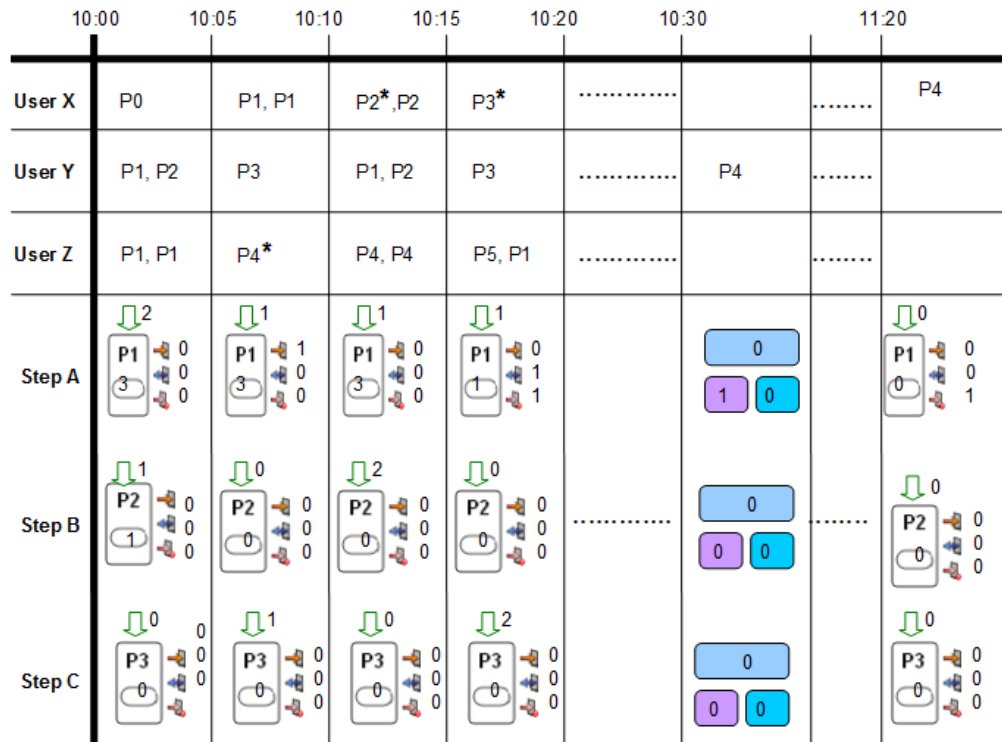 10:00 10:05 10:10 10:15 10:20 10:30 11:20
User X P0 P1, P1 P2*,P2 P3* ............. ....... P4
User Y P1, P2 P3 P1, P2 P3 ............. P4 .......
User Z P1, P1 P4* P4, P4 P5, P1 ............. .......
2 1 1 1 0
Step A P1 3 0 0 0 P1 3 1 0 0 P1 3 0 0 0 P1 1 0 1 1 0 1 0 P1 0 0 0 1
1 0 2 0 0
Step B P2 1 0 0 0 P2 0 0 0 0 P2 0 0 0 0 P2 0 0 0 0 ............. 0 0 0 ....... P2 0 0 0 0
0 1 0 2 0
Step C P3 0 0 0 0 P3 0 0 0 0 P3 0 0 0 0 P3 0 0 0 0 0 0 0 P3 0 0 0 0